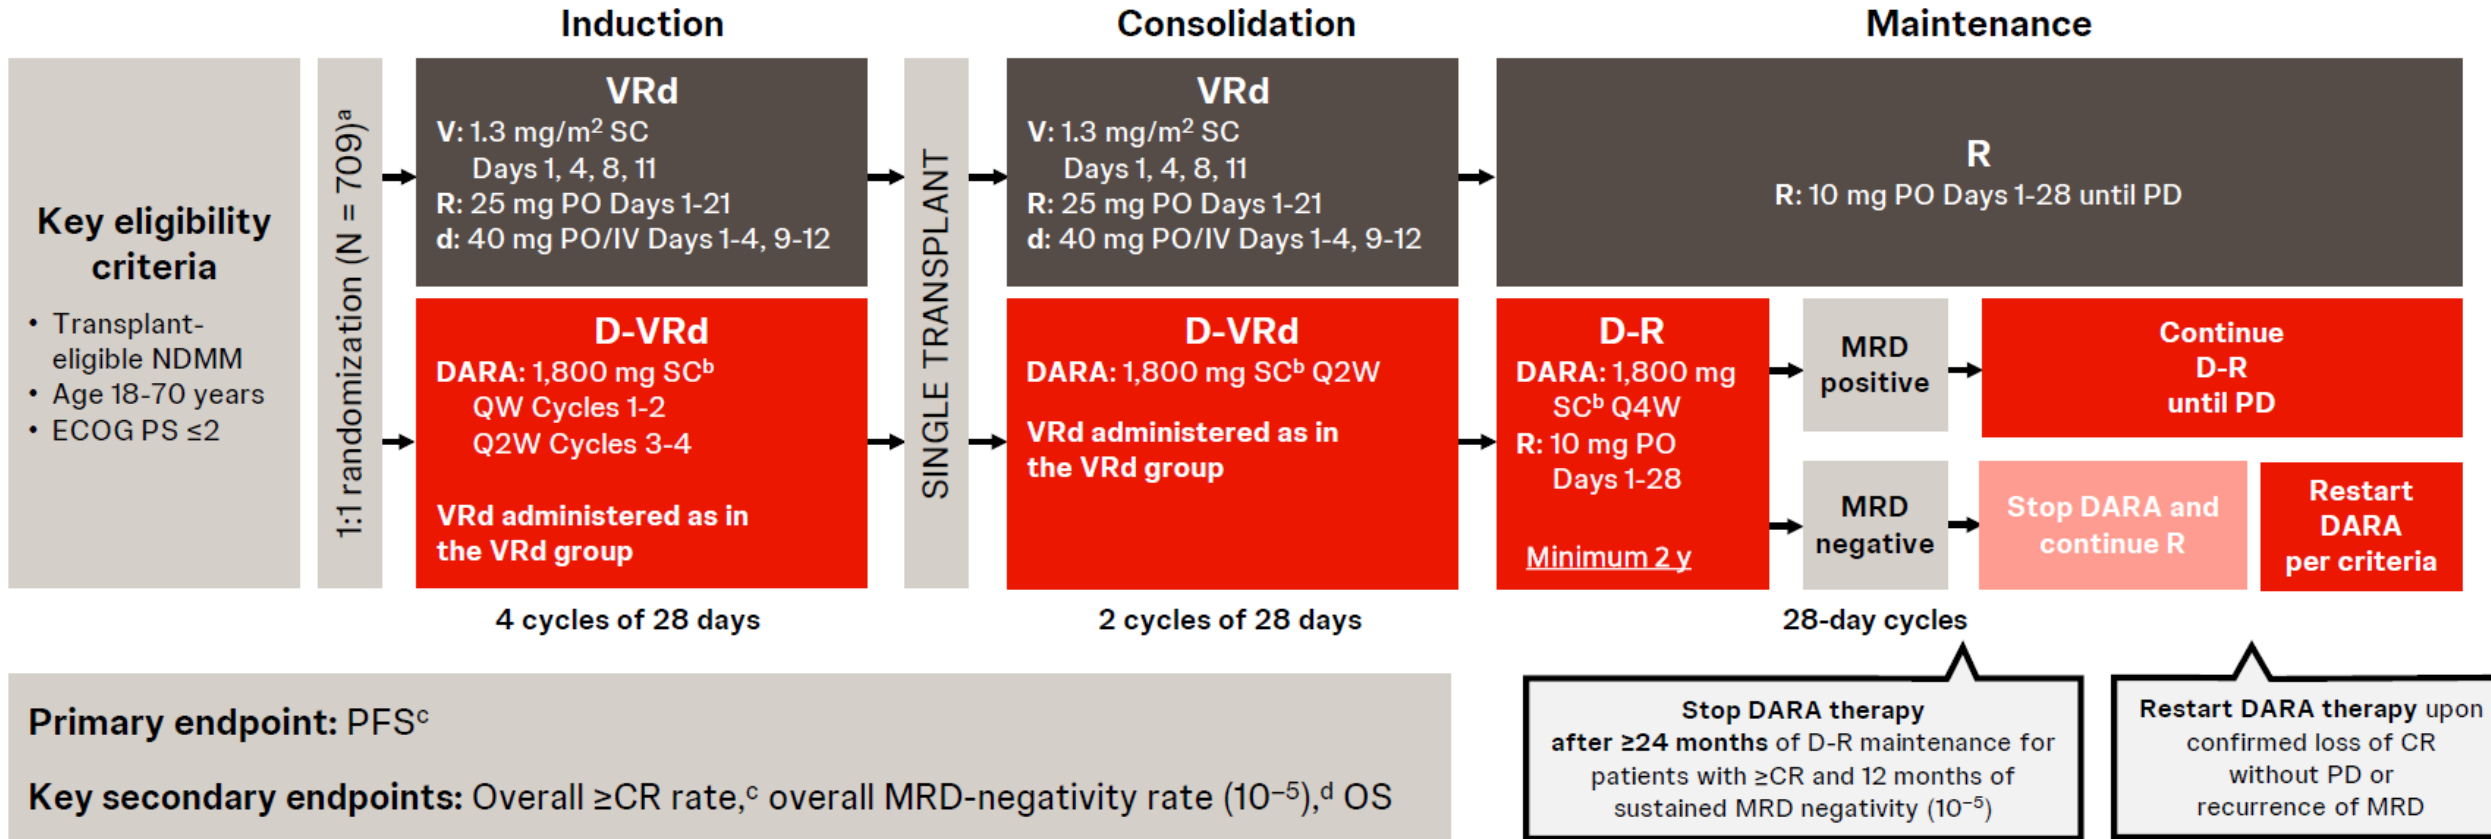 Induction
Consolidation
Maintenance
Key eligibility
criteria
• Transplant-
eligible NDMM
• Age 18-70 years
• ECOG PS ≤2
1:1 randomization (N = 709)ᵃ
VRd
V: 1.3 mg/m² SC
Days 1, 4, 8, 11
R: 25 mg PO Days 1-21
d: 40 mg PO/IV Days 1-4, 9-12
D-VRd
DARA: 1,800 mg SCᵇ
QW Cycles 1-2
Q2W Cycles 3-4
VRd administered as in
the VRd group
4 cycles of 28 days
SINGLE TRANSPLANT
VRd
V: 1.3 mg/m² SC
Days 1, 4, 8, 11
R: 25 mg PO Days 1-21
d: 40 mg PO/IV Days 1-4, 9-12
D-VRd
DARA: 1,800 mg SCᵇ Q2W
VRd administered as in
the VRd group
2 cycles of 28 days
R
R: 10 mg PO Days 1-28 until PD
D-R
DARA: 1,800 mg
SCᵇ Q4W
R: 10 mg PO
Days 1-28
Minimum 2 y
MRD
positive
Continue
D-R
until PD
MRD
negative
Stop DARA and
continue R
Restart
DARA
per criteria
28-day cycles
Primary endpoint: PFSᶜ
Key secondary endpoints: Overall ≥CR rate,ᶜ overall MRD-negativity rate (10⁻⁵),ᵈ OS
Stop DARA therapy
after ≥24 months of D-R maintenance for
patients with ≥CR and 12 months of
sustained MRD negativity (10⁻⁵)
Restart DARA therapy upon
confirmed loss of CR
without PD or
recurrence of MRD